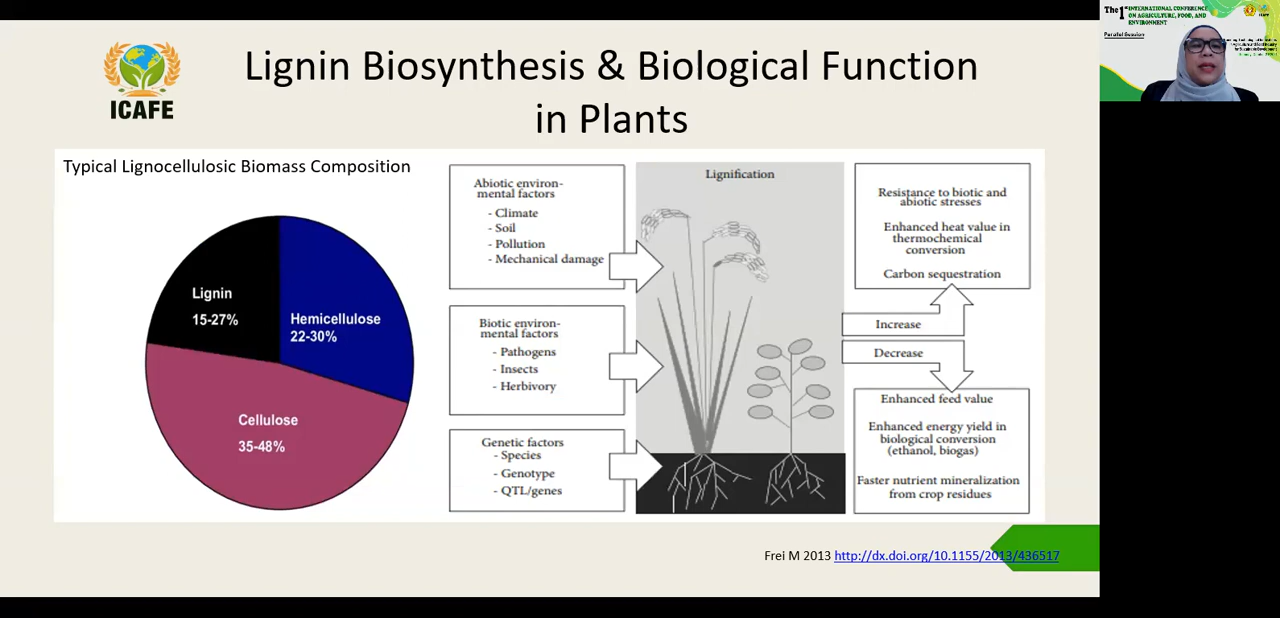 ICAFE
Lignin Biosynthesis & Biological Function
in Plants
Typical Lignocellulosic Biomass Composition
Lignin
15-27%
Hemicellulose
22-30%
Cellulose
35-48%
Abiotic environ-
mental factors
- Climate
- Soil
- Pollution
- Mechanical damage
Biotic environ-
mental factors
- Pathogens
- Insects
- Herbivory
Genetic factors
- Species
- Genotype
- QTL/genes
Lignification
Resistance to biotic and
abiotic stresses
Enhanced heat value in
thermochemical
conversion
Carbon sequestration
Increase
Decrease
Enhanced feed value
Enhanced energy yield in
biological conversion
(ethanol, biogas)
Faster nutrient mineralization
from crop residues
Frei M 2013 http://dx.doi.org/10.1155/2013/436517
The 1st INTERNATIONAL CONFERENCE
ON AGRICULTURE, FOOD, AND
ENVIRONMENT
Parallel Session